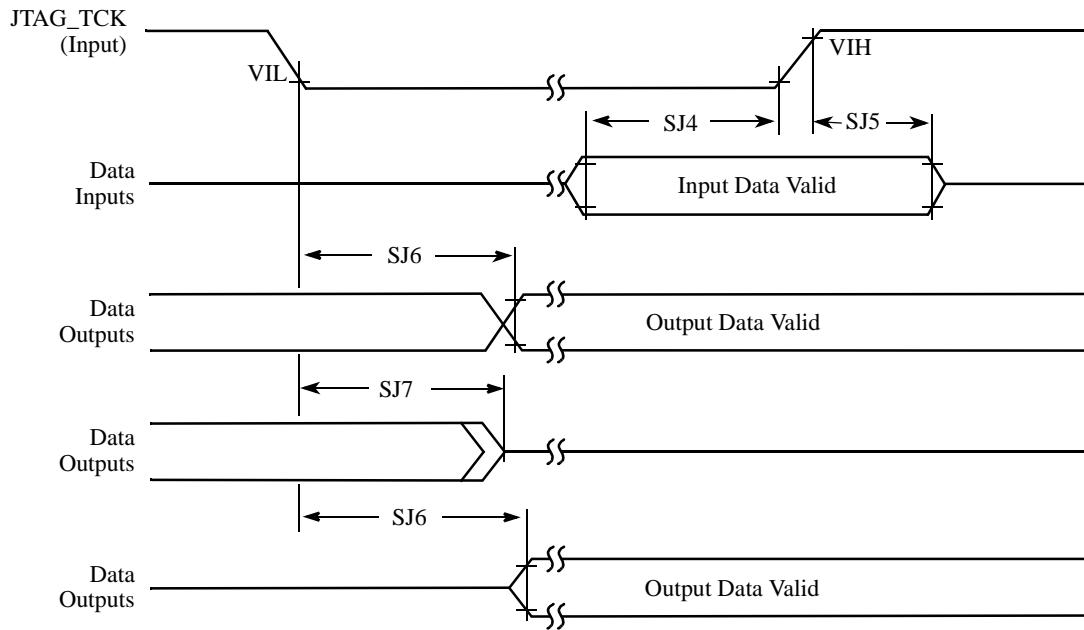 JTAG_TCK
(Input)
VIL
VIH
SJ4
SJ5
Data
Inputs
Input Data Valid
SJ6
Data
Outputs
Output Data Valid
SJ7
Data
Outputs
SJ6
Data
Outputs
Output Data Valid